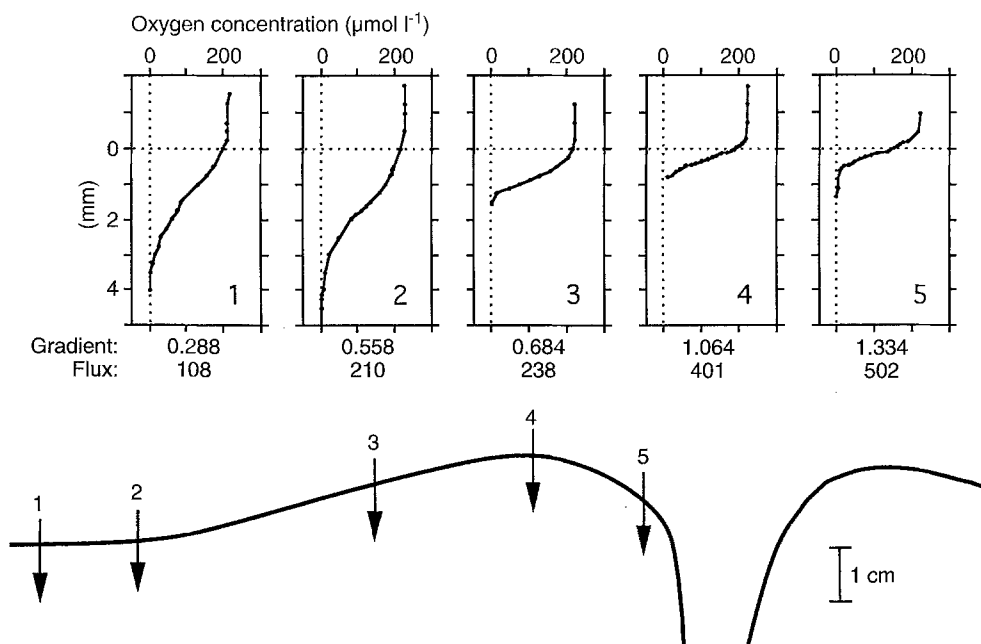 Oxygen concentration (µmol l⁻¹)
0 200 0 200 0 200 0 200 0 200
0
2
4
(mm)
1 2 3 4 5
Gradient: 0.288 0.558 0.684 1.064 1.334
Flux: 108 210 238 401 502
1
2
3
4
5
1 cm